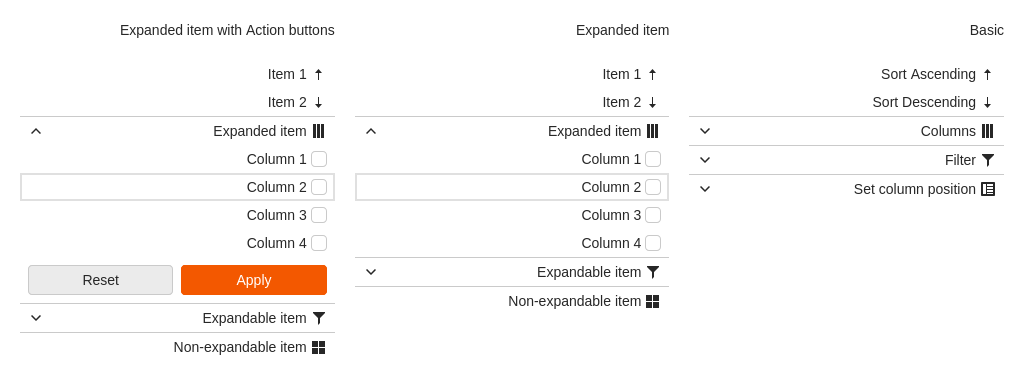 Expanded item with Action buttons
Item 1
Item 2
Expanded item
Column 1
Column 2
Column 3
Column 4
Reset
Apply
Expandable item
Non-expandable item
Expanded item
Item 1
Item 2
Expanded item
Column 1
Column 2
Column 3
Column 4
Expandable item
Non-expandable item
Basic
Sort Ascending
Sort Descending
Columns
Filter
Set column position